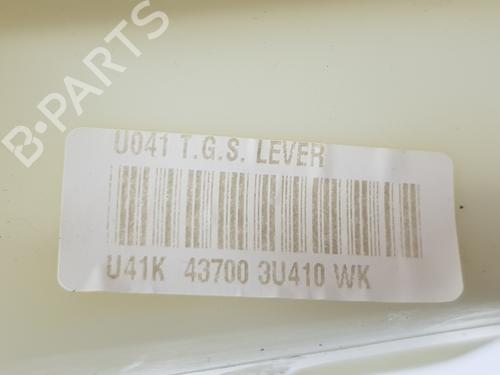 B-PARTS
U041 T.G.S. LEVER
U41K 43700 3U410 WK